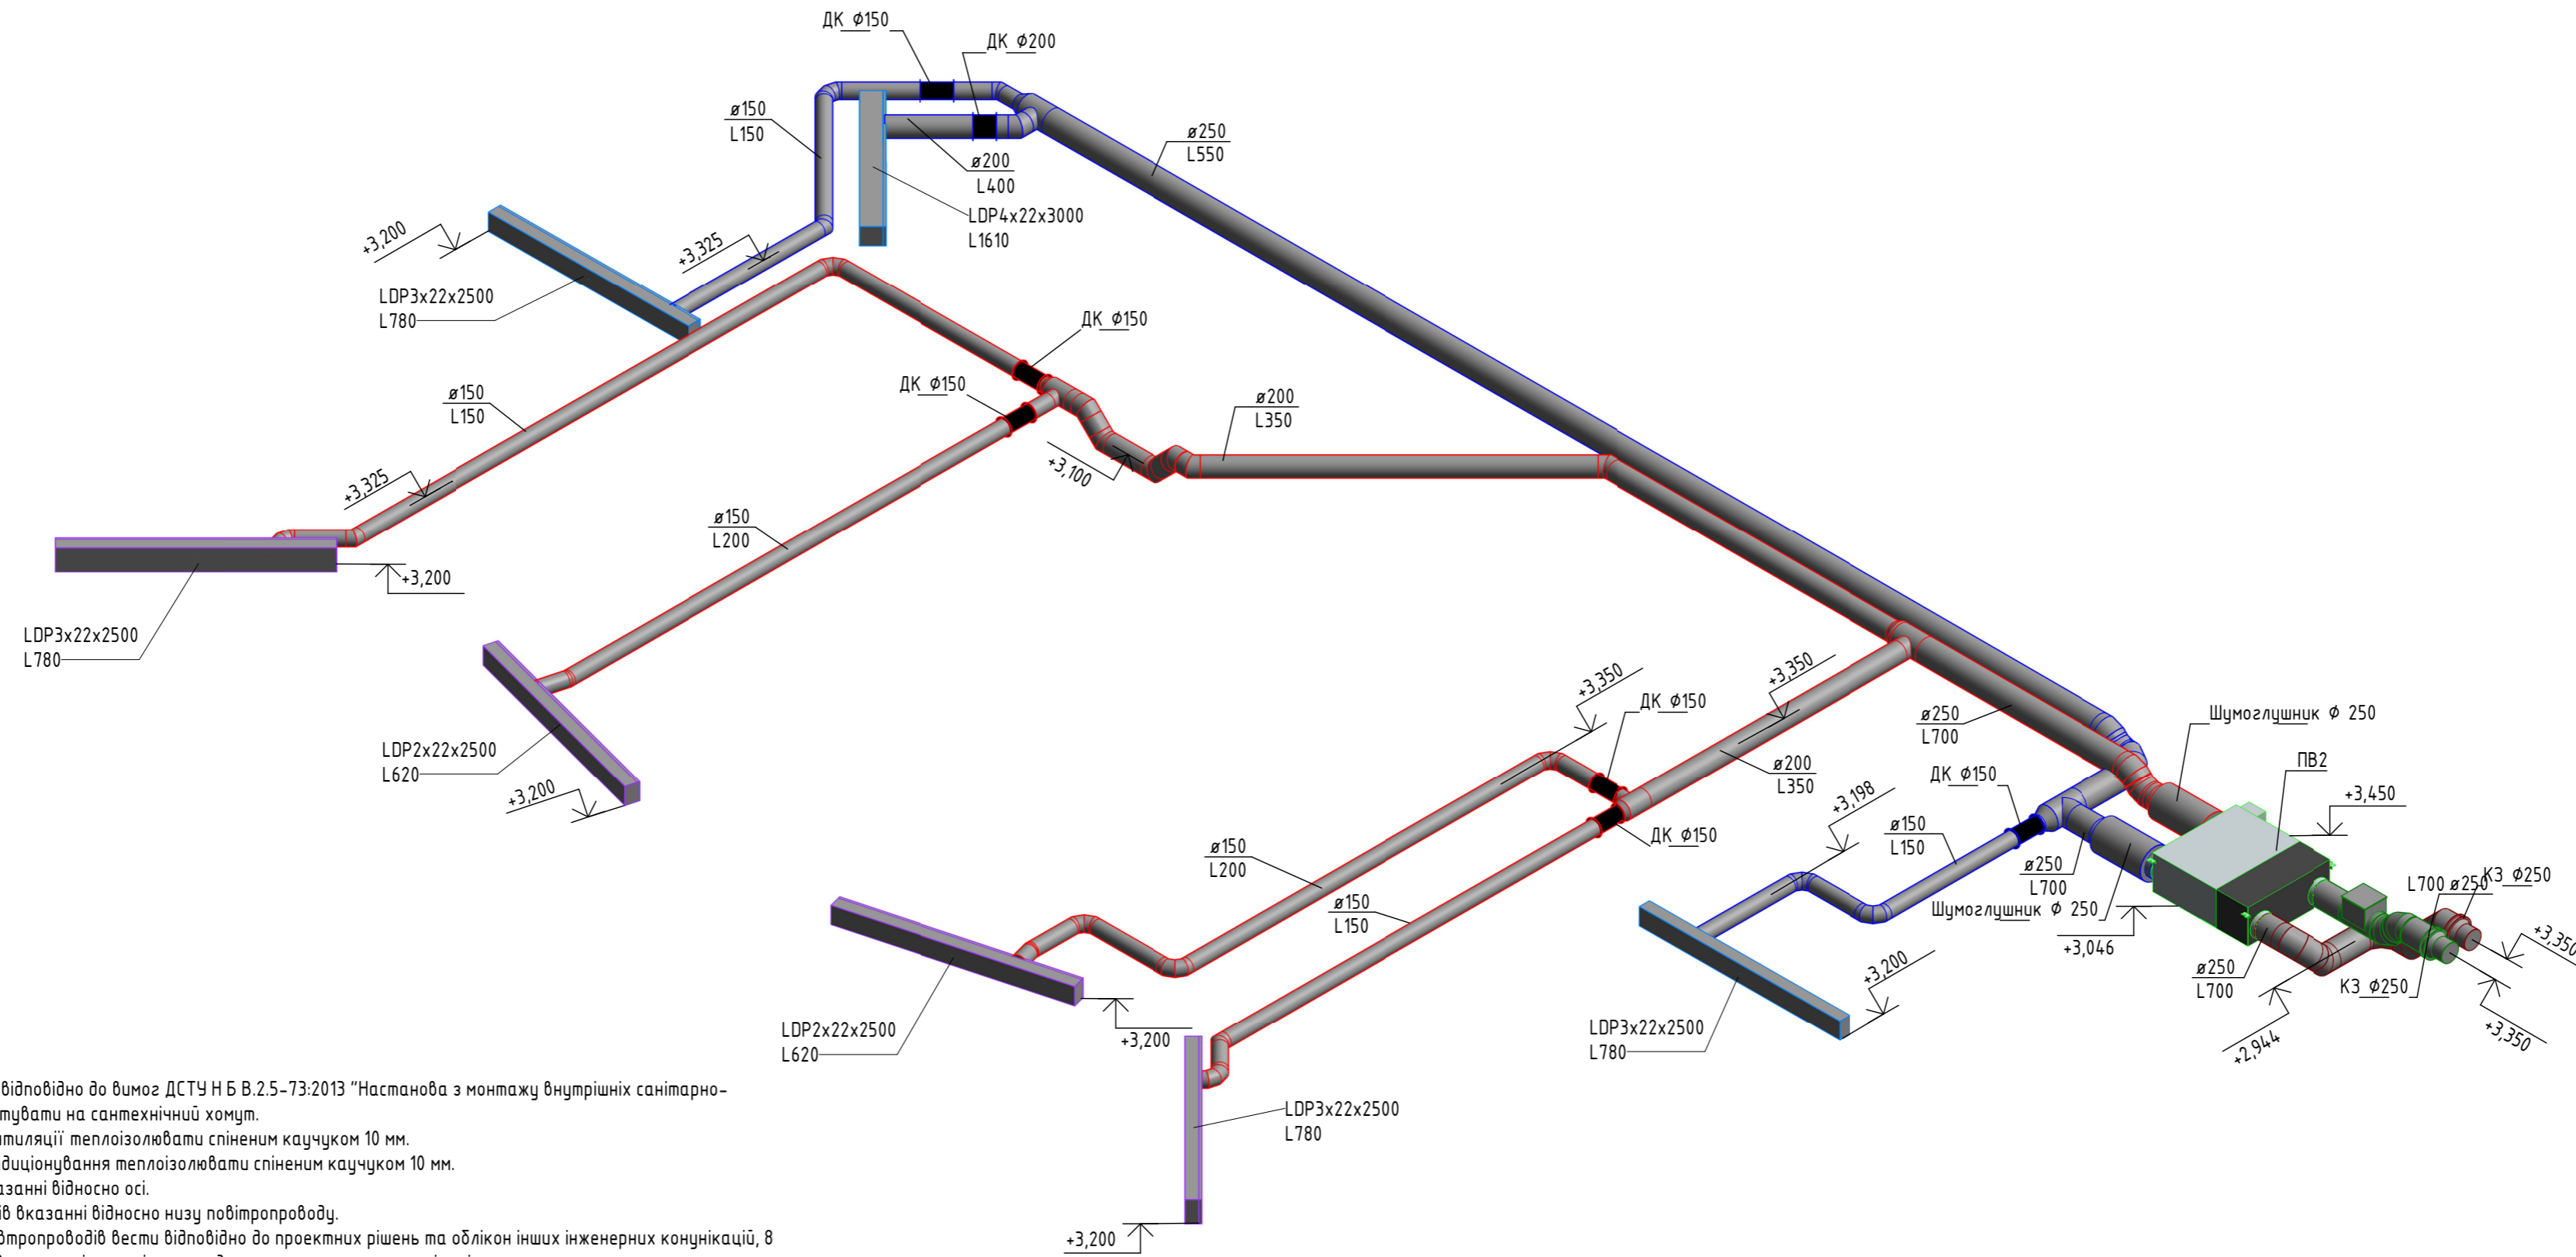 ДК Ф150
ДК Ф200
ø150
L150
ø250
L550
ø200
L400
LDP4x22x3000
L1610
+3,200
+3,325
LDP3x22x2500
L780
ДК Ф150
ДК Ф150
ø150
L150
ø200
L350
+3,325
+3,100
ø150
L200
+3,200
LDP3x22x2500
L780
+3,350
+3,350
ДК Ф150
ø250
L700
Шумоглушник Ф 250
ПВ2
LDP2x22x2500
L620
+3,200
ø200
L350
ДК Ф150
+3,450
+3,198
ДК Ф150
ø150
L200
ø150
L150
ø250
L700
L700 ø250
КЗ Ф250
ø150
L150
Шумоглушник Ф 250
+3,046
+3,350
+3,200
ø250
L700
КЗ Ф250
LDP2x22x2500
L620
+3,200
LDP3x22x2500
L780
+2,944
+3,350
відповідно до вимог ДСТУ Н Б В.2.5-73:2013 "Настанова з монтажу внутрішніх санітарно-
тувати на сантехнічний хомут.
тиляції теплоізолювати спіненим каучуком 10 мм.
диціонування теплоізолювати спіненим каучуком 10 мм.
азанні відносно осі.
ів вказанні відносно низу повітропроводу.
втропроводів вести відповідно до проектних рішень та облікон інших інженерних конунікацій, в
LDP3x22x2500
L780
+3,200